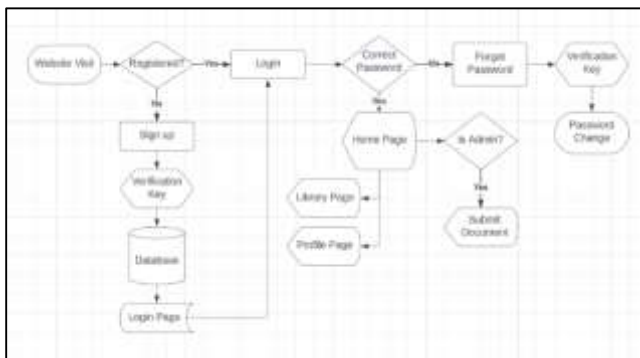 Website Visit
Registered?
Yes
Login
Correct
Password
No
Forgot
Password
Verification
Key
Password
Change
No
Sign up
Verification
Key
Database
Login Page
Yes
Home Page
Is Admin?
Yes
Submit
Document
Library Page
Profile Page